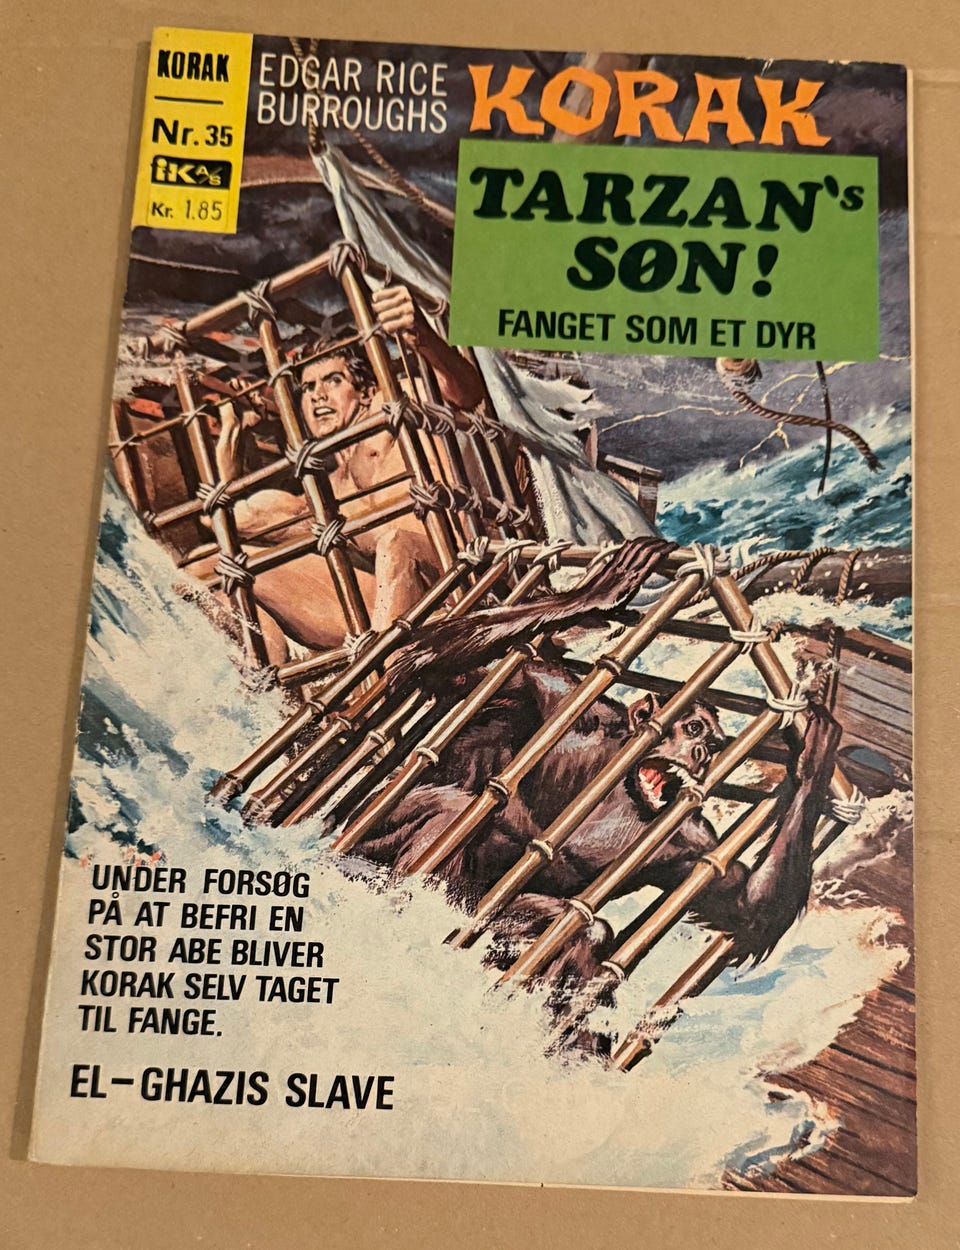 KORAK
Nr. 35
iK A/S
Kr. 1.85
EDGAR RICE
BURROUGHS
KORAK
TARZAN's
SØN!
FANGET SOM ET DYR
UNDER FORSØG
PÅ AT BEFRI EN
STOR ABE BLIVER
KORAK SELV TAGET
TIL FANGE.
EL-GHAZIS SLAVE